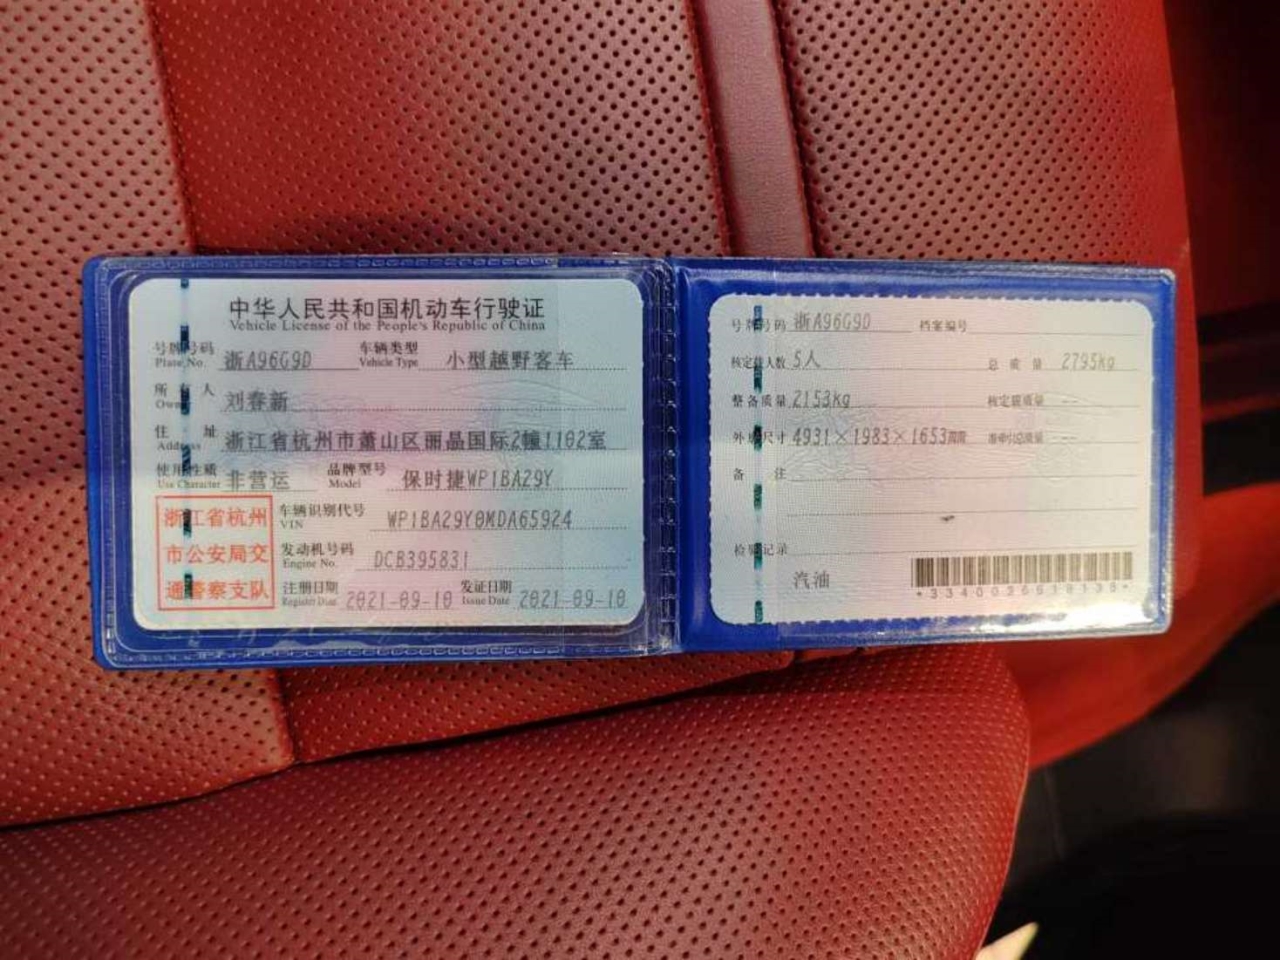 中华人民共和国机动车行驶证
Vehicle License of the People's Republic of China
号牌号码 浙A96G9D 车辆类型 小型越野客车
Plate No. Vehicle Type
所有人 刘春新
Owner
住址 浙江省杭州市萧山区丽晶国际2幢1102室
Address
使用性质 非营运 品牌型号 保时捷WP1BA29Y
Use Character Model
浙江省杭州
市公安局交
通警察支队
车辆识别代号 WP1BA29Y0MDA65924
VIN
发动机号码 DCB395831
Engine No.
注册日期 2021-09-10 发证日期 2021-09-10
Register Date Issue Date
号牌号码 浙A96G9D 档案编号
核定载人数 5人 总质量 2795kg
整备质量 2153kg 核定载质量 --
外廓尺寸 4931×1983×1653mm 准牵引总质量 --
备注
检验记录
汽油